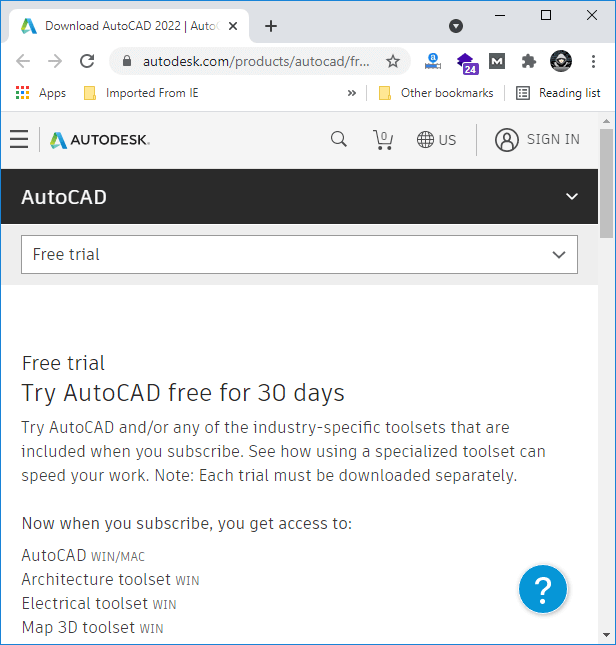 Download AutoCAD 2022 | Auto
autodesk.com/products/autocad/fr...
24
M
Apps
Imported From IE
»
Other bookmarks
Reading list
AUTODESK.
0
US
SIGN IN
AutoCAD
Free trial
Free trial
Try AutoCAD free for 30 days
Try AutoCAD and/or any of the industry-specific toolsets that are
included when you subscribe. See how using a specialized toolset can
speed your work. Note: Each trial must be downloaded separately.
Now when you subscribe, you get access to:
AutoCAD WIN/MAC
Architecture toolset WIN
Electrical toolset WIN
Map 3D toolset WIN
?